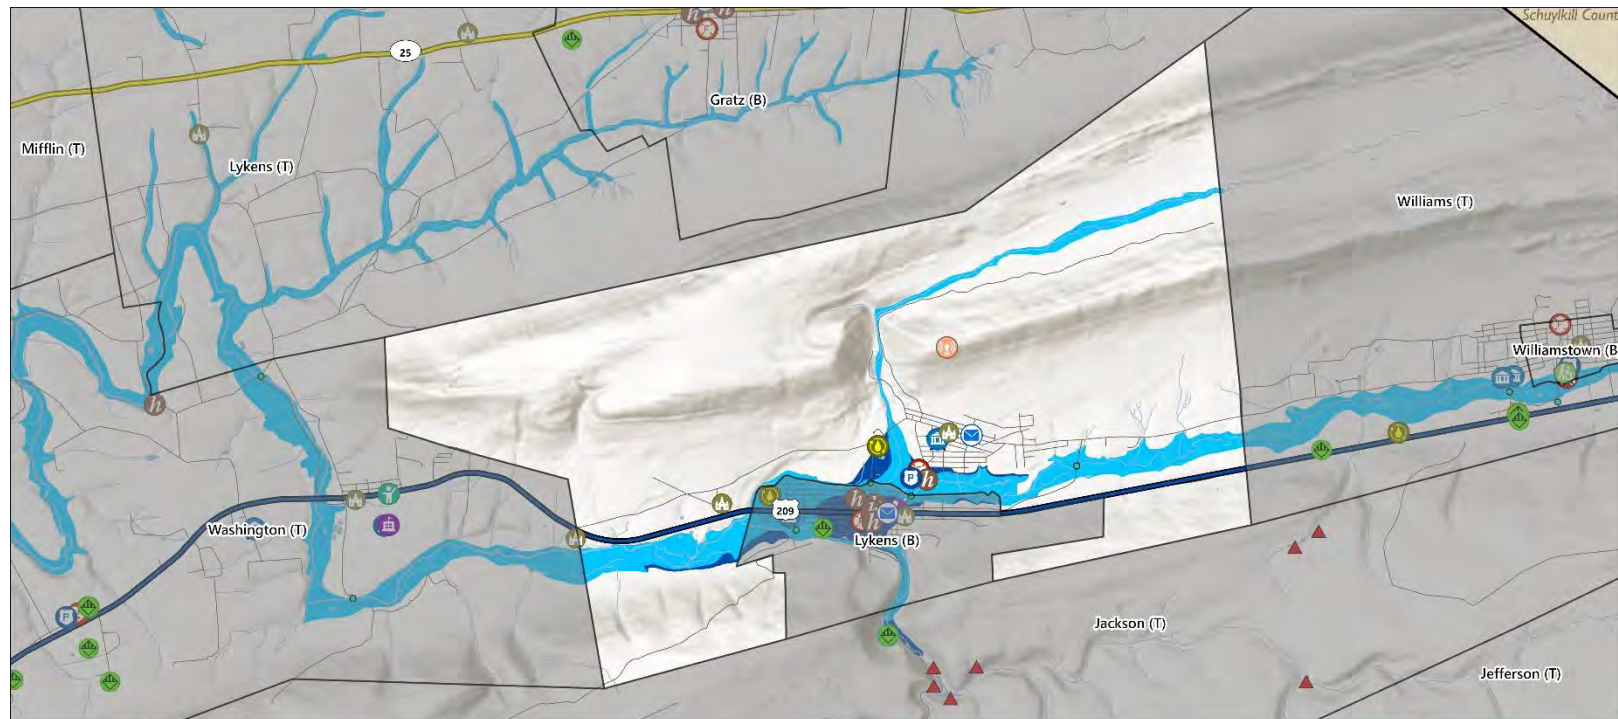 Schuylkill Count
25
Gratz (B)
Mifflin (T)
Lykens (T)
Williams (T)
Williamstown (B
h
P
h
209
h
i
h
Lykens (B)
Washington (T)
P
Jackson (T)
Jefferson (T)